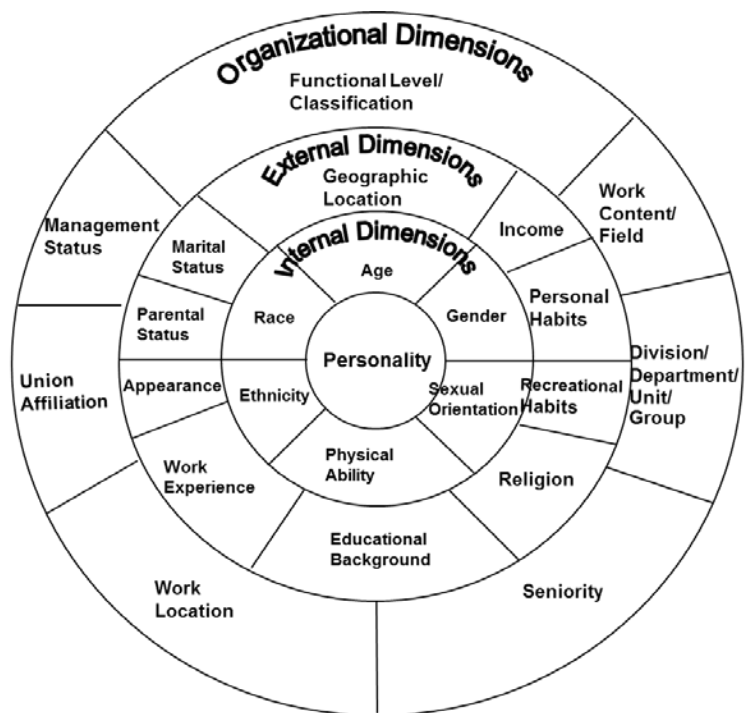 Organizational Dimensions
Functional Level/
Classification
External Dimensions
Geographic
Location
Internal Dimensions
Age
Management
Status
Marital
Status
Income
Work
Content/
Field
Parental
Status
Race
Gender
Personal
Habits
Personality
Union
Affiliation
Appearance
Ethnicity
Sexual
Orientation
Recreational
Habits
Division/
Department/
Unit/
Group
Work
Experience
Physical
Ability
Religion
Educational
Background
Work
Location
Seniority